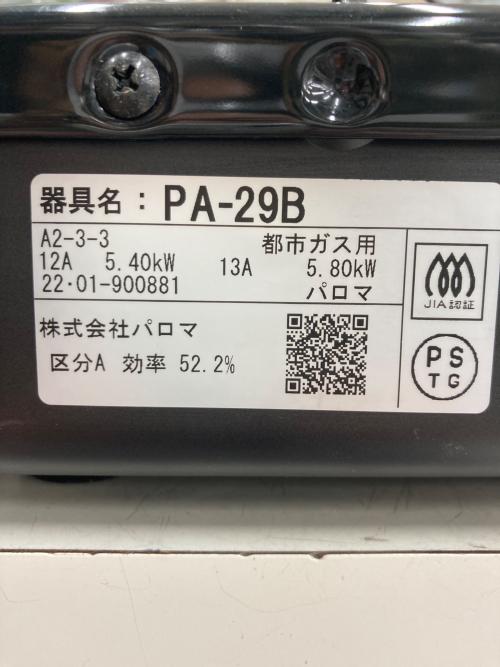 器具名: PA-29B
A2-3-3 都市ガス用
12A 5.40kW 13A 5.80kW
22・01-900881 パロマ
株式会社パロマ
区分A 効率 52.2%
JIA認証
PS
TG